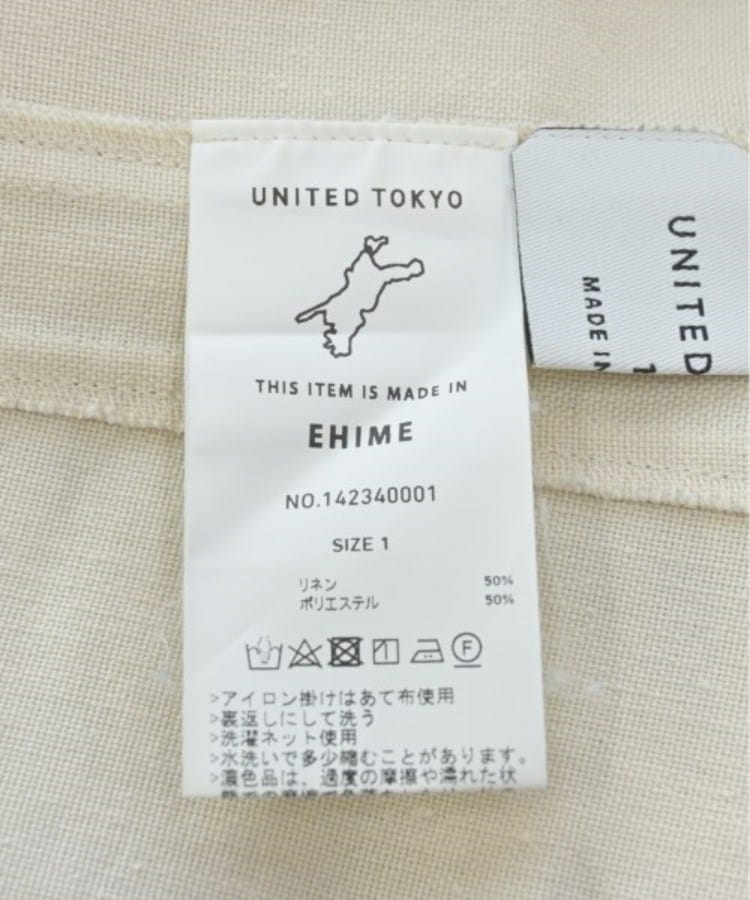 UNITED TOKYO
THIS ITEM IS MADE IN
EHIME
NO.142340001
SIZE 1
リネン 50%
ポリエステル 50%
F
>アイロン掛けはあて布使用
>裏返しにして洗う
>洗濯ネット使用
>水洗いで多少縮むことがあります。
>濃色品は、過度の摩擦や濡れた状
UNITED
MADE IN